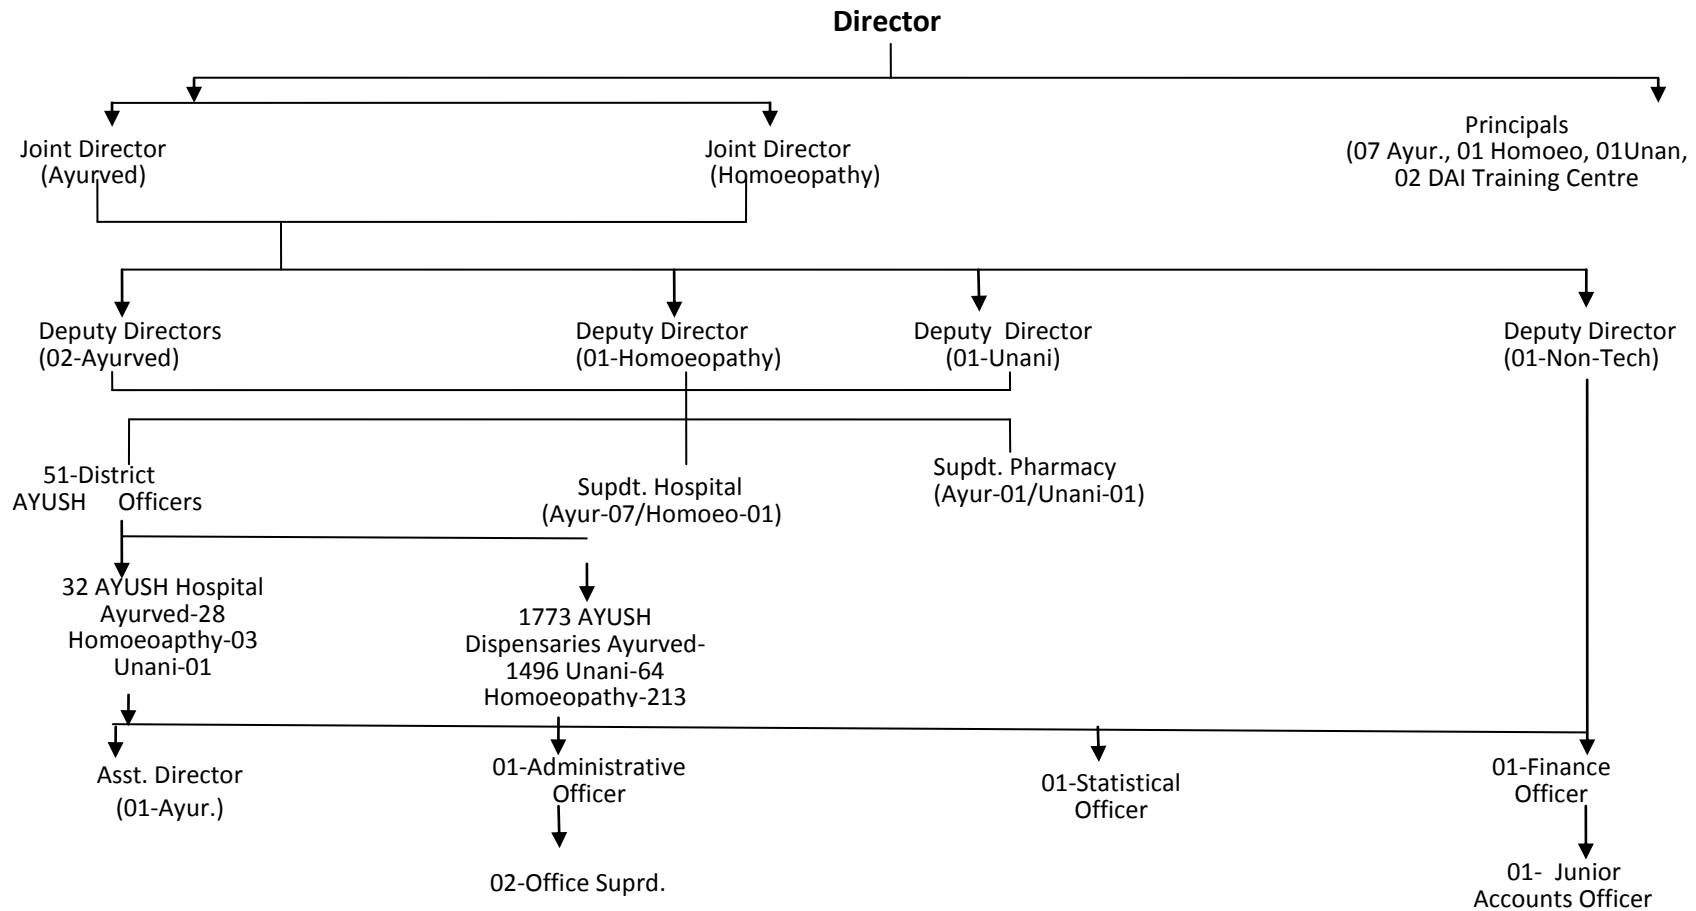 Director
Joint Director
(Ayurved)
Joint Director
(Homoeopathy)
Principals
(07 Ayur., 01 Homoeo, 01Unan,
02 DAI Training Centre
Deputy Directors
(02-Ayurved)
Deputy Director
(01-Homoeopathy)
Deputy Director
(01-Unani)
Deputy Director
(01-Non-Tech)
51-District
AYUSH Officers
Supdt. Hospital
(Ayur-07/Homoeo-01)
Supdt. Pharmacy
(Ayur-01/Unani-01)
32 AYUSH Hospital
Ayurved-28
Homoeoapthy-03
Unani-01
1773 AYUSH
Dispensaries Ayurved-
1496 Unani-64
Homoeopathy-213
Asst. Director
(01-Ayur.)
01-Administrative
Officer
01-Statistical
Officer
01-Finance
Officer
02-Office Suprd.
01- Junior
Accounts Officer